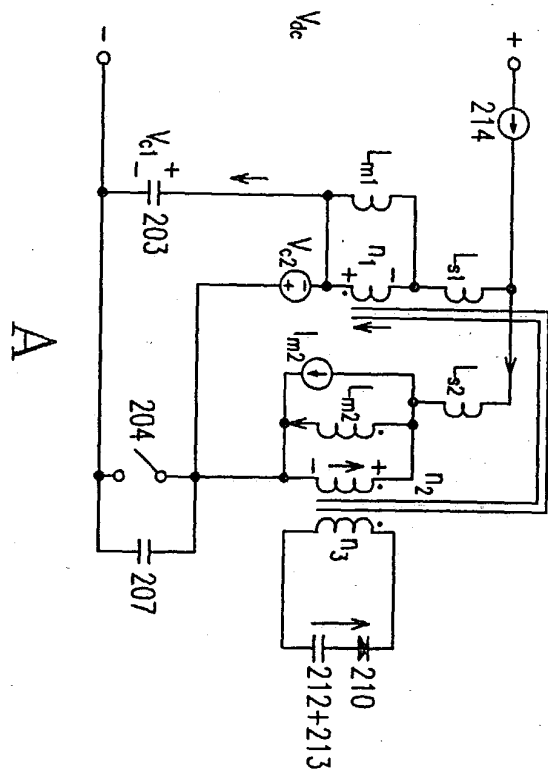 +
214
Vdc
-
Ls1
Lm1
n1
-
+
Vc1
+
-
203
Vc2
-
+
Ls2
Lm2
Im2
n2
+
-
n3
204
207
210
212+213
A